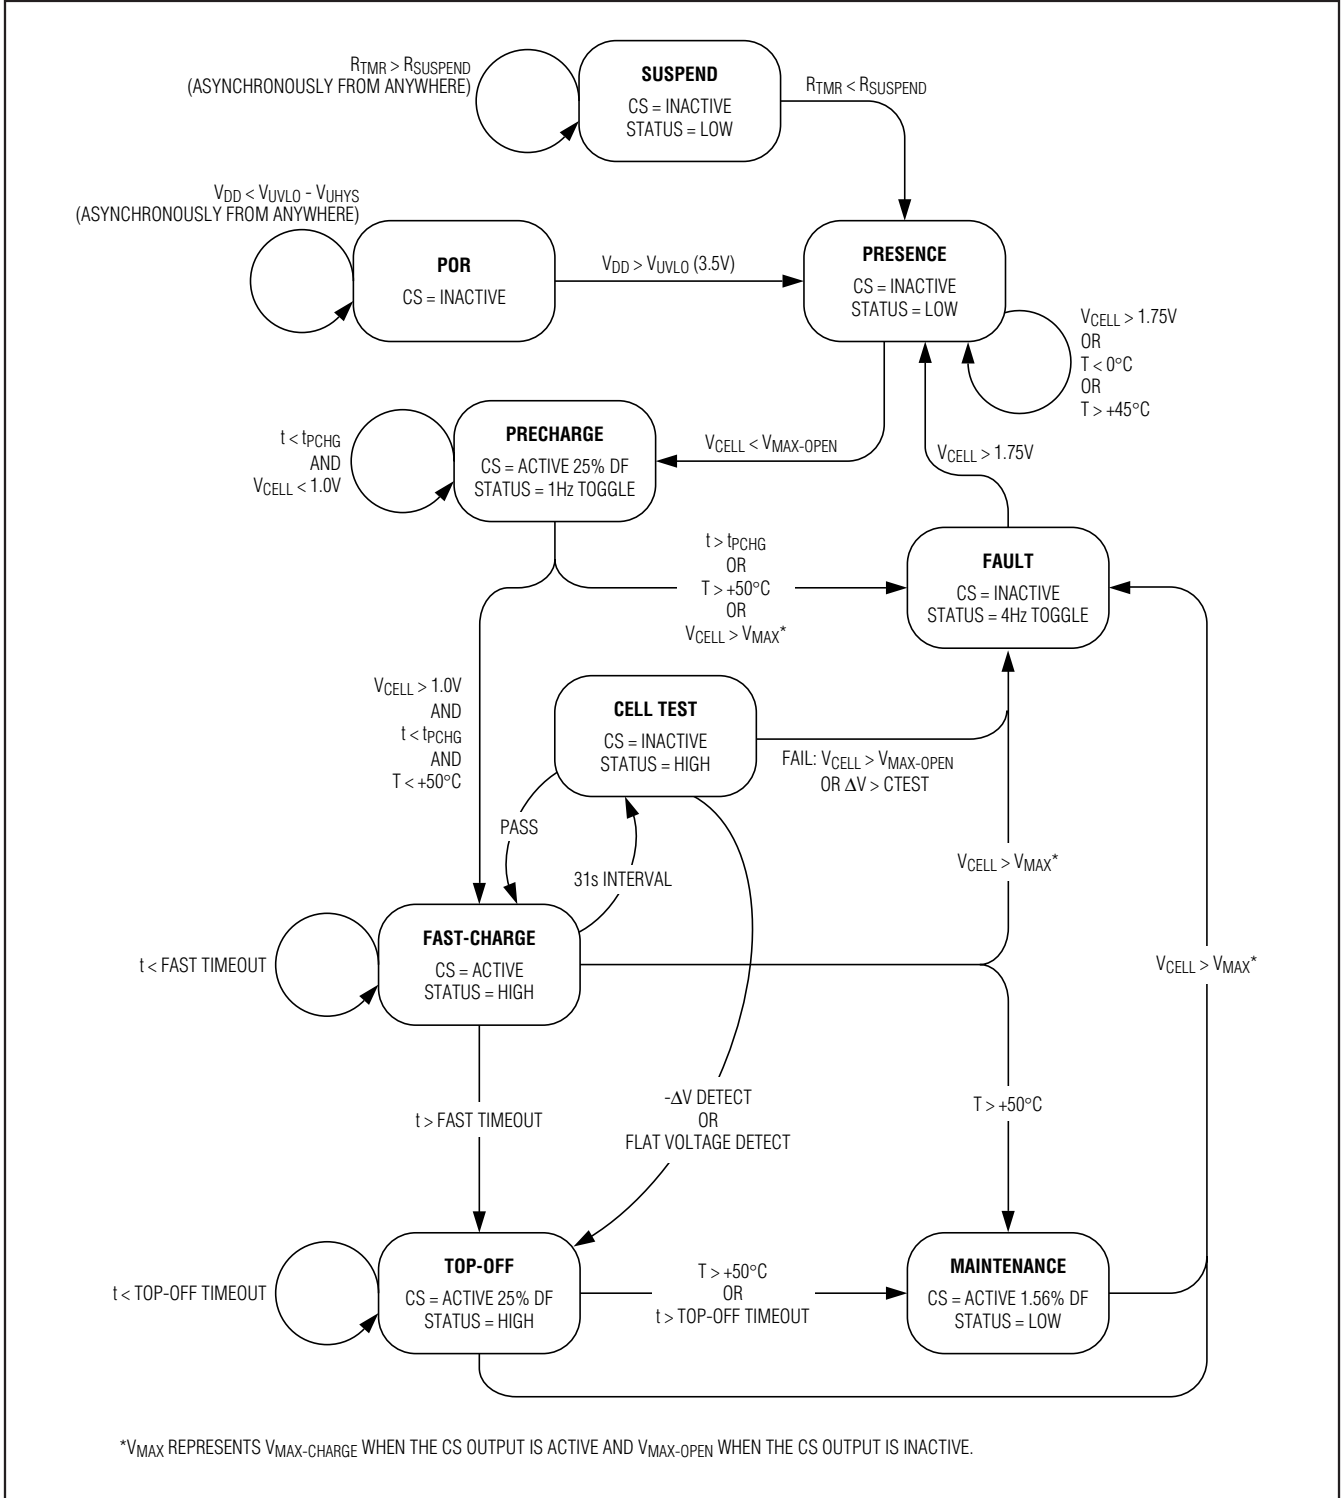 SUSPEND
CS = INACTIVE
STATUS = LOW
RTMR > RSUSPEND
(ASYNCHRONOUSLY FROM ANYWHERE)
RTMR < RSUSPEND
VDD < VUVLO - VUHYS
(ASYNCHRONOUSLY FROM ANYWHERE)
POR
CS = INACTIVE
VDD > VUVLO (3.5V)
PRESENCE
CS = INACTIVE
STATUS = LOW
VCELL > 1.75V
OR
T < 0°C
OR
T > +45°C
t < tPCHG
AND
VCELL < 1.0V
PRECHARGE
CS = ACTIVE 25% DF
STATUS = 1Hz TOGGLE
VCELL < VMAX-OPEN
VCELL > 1.75V
t > tPCHG
OR
T > +50°C
OR
VCELL > VMAX*
FAULT
CS = INACTIVE
STATUS = 4Hz TOGGLE
VCELL > 1.0V
AND
t < tPCHG
AND
T < +50°C
CELL TEST
CS = INACTIVE
STATUS = HIGH
FAIL: VCELL > VMAX-OPEN
OR ΔV > CTEST
PASS
31s INTERVAL
VCELL > VMAX*
t < FAST TIMEOUT
FAST-CHARGE
CS = ACTIVE
STATUS = HIGH
VCELL > VMAX*
t > FAST TIMEOUT
-ΔV DETECT
OR
FLAT VOLTAGE DETECT
T > +50°C
t < TOP-OFF TIMEOUT
TOP-OFF
CS = ACTIVE 25% DF
STATUS = HIGH
T > +50°C
OR
t > TOP-OFF TIMEOUT
MAINTENANCE
CS = ACTIVE 1.56% DF
STATUS = LOW
*VMAX REPRESENTS VMAX-CHARGE WHEN THE CS OUTPUT IS ACTIVE AND VMAX-OPEN WHEN THE CS OUTPUT IS INACTIVE.